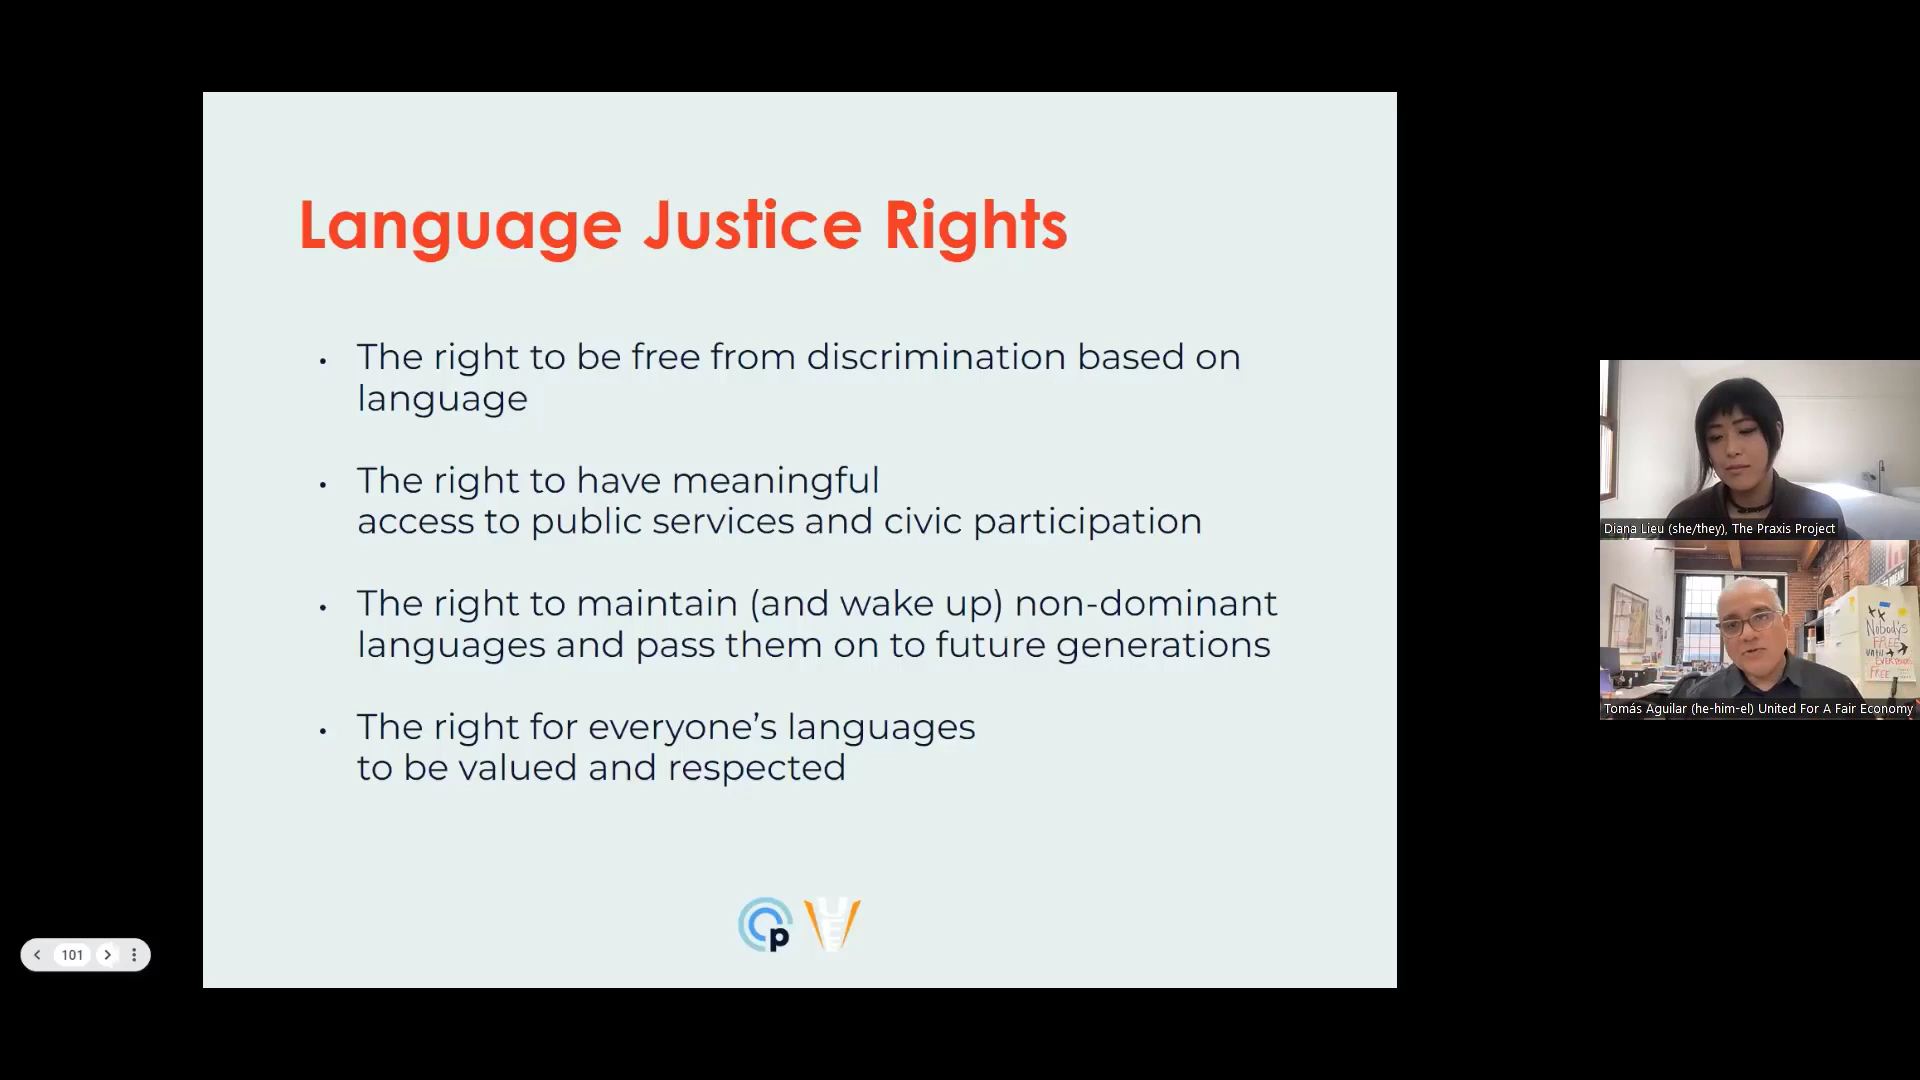 Language Justice Rights
• The right to be free from discrimination based on
language
• The right to have meaningful
access to public services and civic participation
• The right to maintain (and wake up) non-dominant
languages and pass them on to future generations
• The right for everyone’s languages
to be valued and respected
p
UFE
101
Diana Lieu (she/they), The Praxis Project
Nobody's
FREE
until
EVERYBODY'S
FREE
Tomás Aguilar (he-him-el) United For A Fair Economy